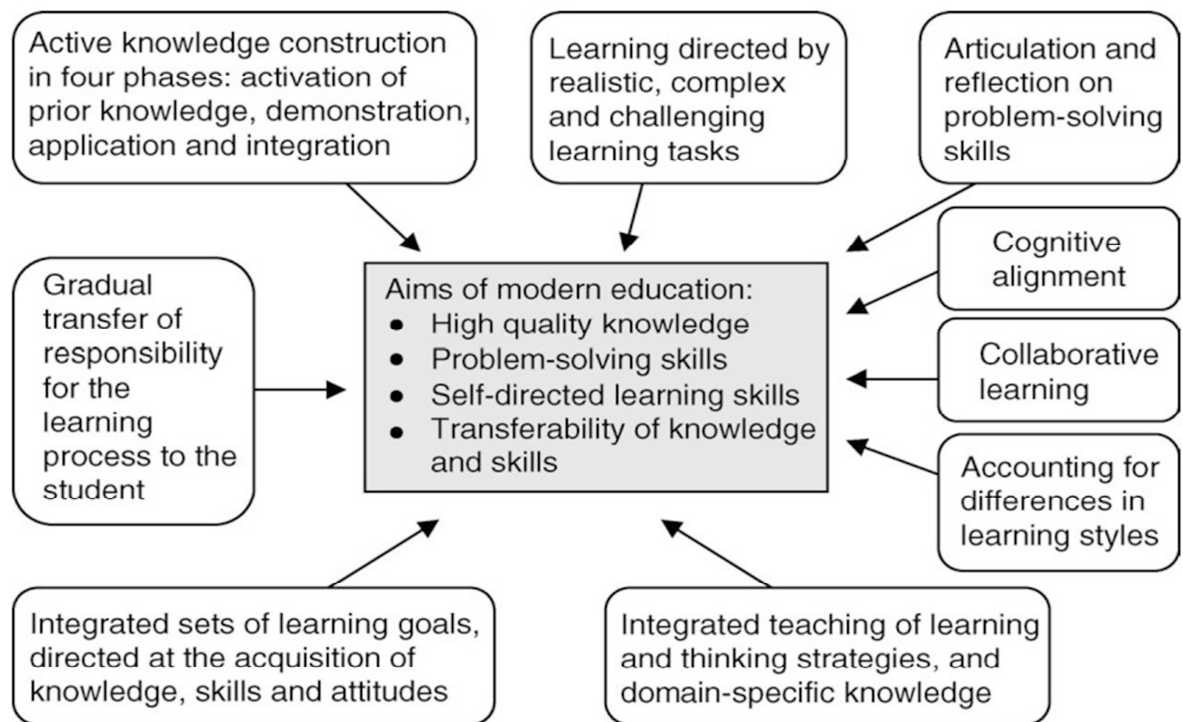 Active knowledge construction
in four phases: activation of
prior knowledge, demonstration,
application and integration
Learning directed by
realistic, complex
and challenging
learning tasks
Articulation and
reflection on
problem-solving
skills
Cognitive
alignment
Collaborative
learning
Accounting for
differences in
learning styles
Gradual
transfer of
responsibility
for the
learning
process to the
student
Aims of modern education:
● High quality knowledge
● Problem-solving skills
● Self-directed learning skills
● Transferability of knowledge
and skills
Integrated sets of learning goals,
directed at the acquisition of
knowledge, skills and attitudes
Integrated teaching of learning
and thinking strategies, and
domain-specific knowledge